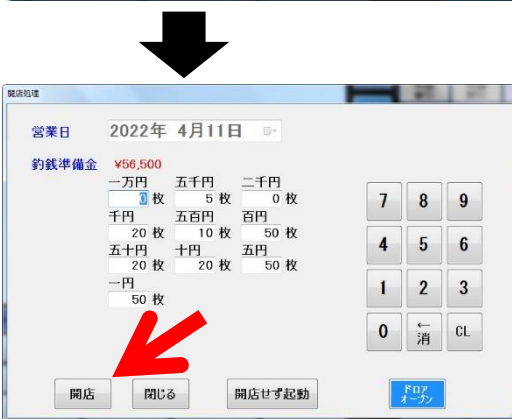 開店処理
営業日 2022年 4月11日
釣銭準備金 ¥56,500
一万円 五千円 二千円
0 枚 5 枚 0 枚
千円 五百円 百円
20 枚 10 枚 50 枚
五十円 十円 五円
20 枚 20 枚 50 枚
一円
50 枚
7 8 9
4 5 6
1 2 3
0 ←消 CL
開店 閉じる 開店せず起動 ドロアオープン